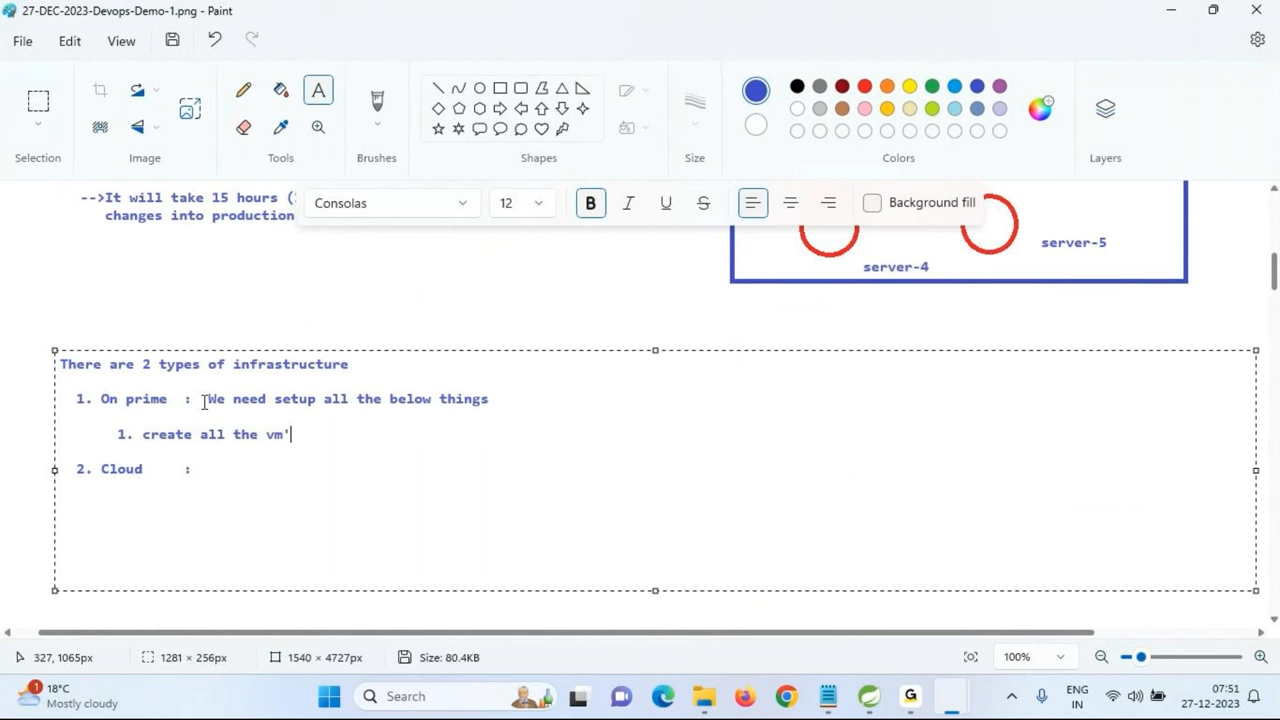 27-DEC-2023-Devops-Demo-1.png - Paint
File Edit View
Selection Image Tools Brushes Shapes Size Colors Layers
-->It will take 15 hours (
changes into production
Consolas 12 B I U S Background fill
server-5
server-4
There are 2 types of infrastructure
1. On prime : We need setup all the below things
1. create all the vm'
2. Cloud :
327, 1065px 1281 × 256px 1540 × 4727px Size: 80.4KB 100%
1 18°C
Mostly cloudy
Search
ENG
IN
07:51
27-12-2023